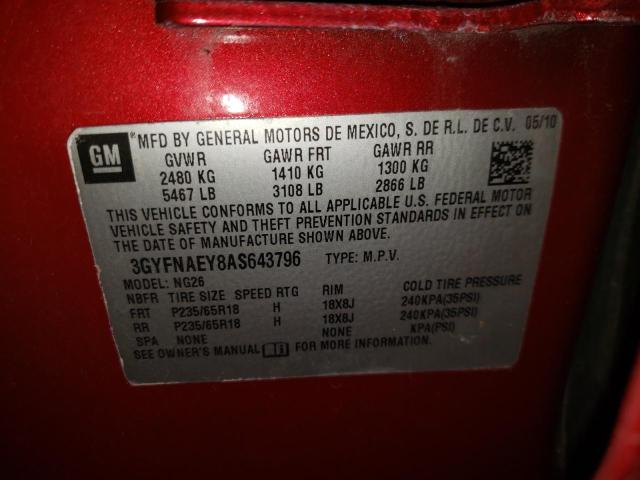 GM
MFD BY GENERAL MOTORS DE MEXICO, S. DE R.L. DE C.V. 05/10
GVWR GAWR FRT GAWR RR
2480 KG 1410 KG 1300 KG
5467 LB 3108 LB 2866 LB
THIS VEHICLE CONFORMS TO ALL APPLICABLE U.S. FEDERAL MOTOR
VEHICLE SAFETY AND THEFT PREVENTION STANDARDS IN EFFECT ON
THE DATE OF MANUFACTURE SHOWN ABOVE.
3GYFNAEY8AS643796 TYPE: M.P.V.
MODEL: NG26
NBFR TIRE SIZE SPEED RTG RIM COLD TIRE PRESSURE
FRT P235/65R18 H 18X8J 240KPA(35PSI)
RR P235/65R18 H 18X8J 240KPA(35PSI)
SPA NONE NONE KPA(PSI)
SEE OWNER'S MANUAL FOR MORE INFORMATION.